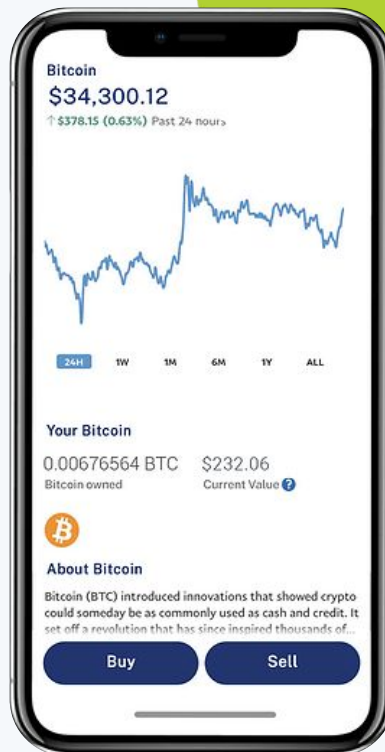 Bitcoin
$34,300.12
↑ $378.15 (0.63%) Past 24 hours
24H 1W 1M 6M 1Y ALL
Your Bitcoin
0.00676564 BTC $232.06
Bitcoin owned Current Value ?
₿
About Bitcoin
Bitcoin (BTC) introduced innovations that showed crypto
could someday be as commonly used as cash and credit. It
set off a revolution that has since inspired thousands of...
Buy Sell